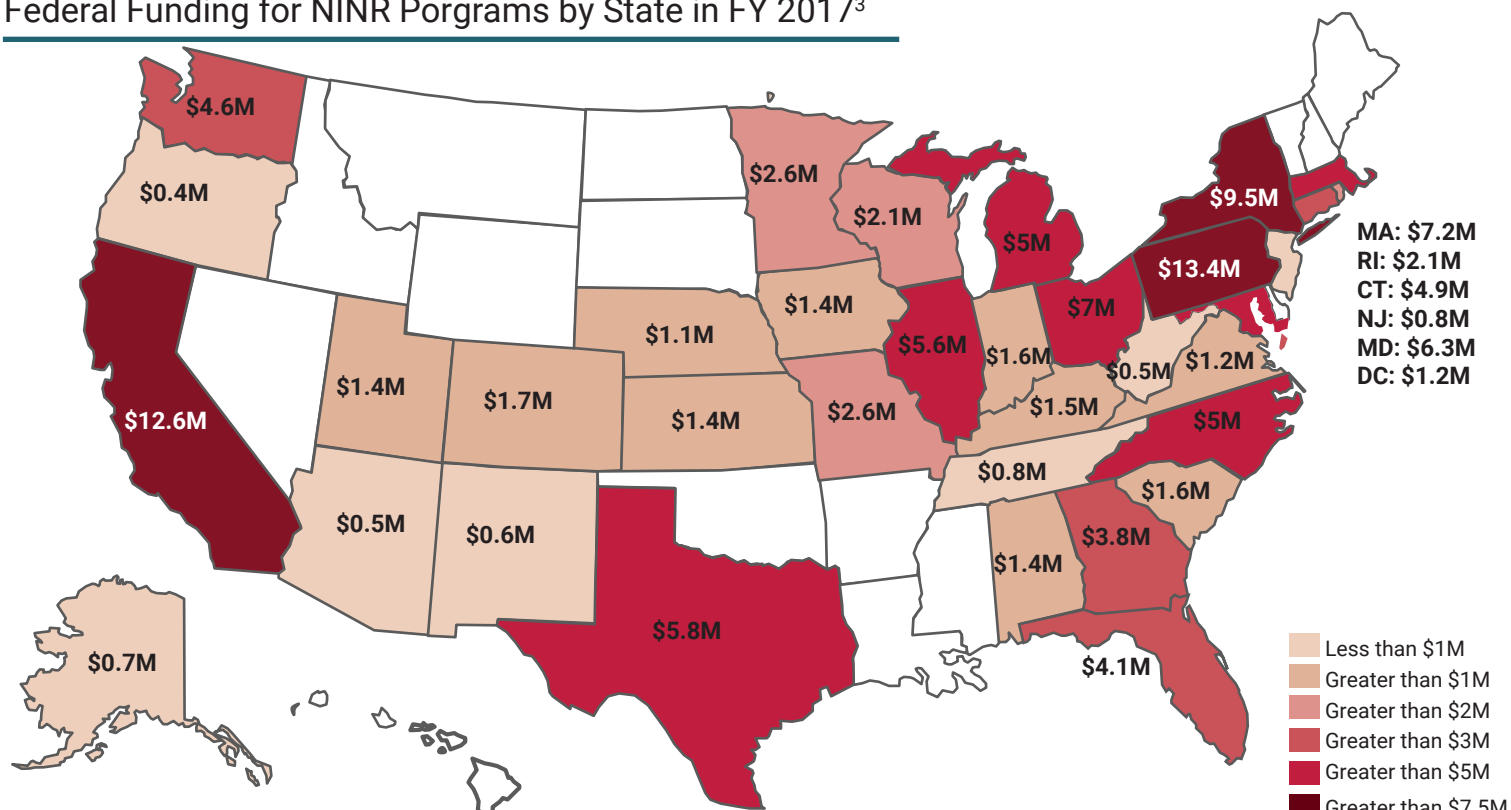 Federal Funding for NINR Porgrams by State in FY 2017³
$4.6M
$0.4M
$12.6M
$1.4M
$1.7M
$0.5M
$0.6M
$1.1M
$1.4M
$5.8M
$2.6M
$2.1M
$1.4M
$2.6M
$5.6M
$5M
$1.6M
$7M
$1.5M
$0.5M
$1.2M
$0.8M
$5M
$1.6M
$1.4M
$3.8M
$4.1M
$9.5M
$13.4M
MA: $7.2M
RI: $2.1M
CT: $4.9M
NJ: $0.8M
MD: $6.3M
DC: $1.2M
$0.7M
Less than $1M
Greater than $1M
Greater than $2M
Greater than $3M
Greater than $5M
Greater than $7.5M